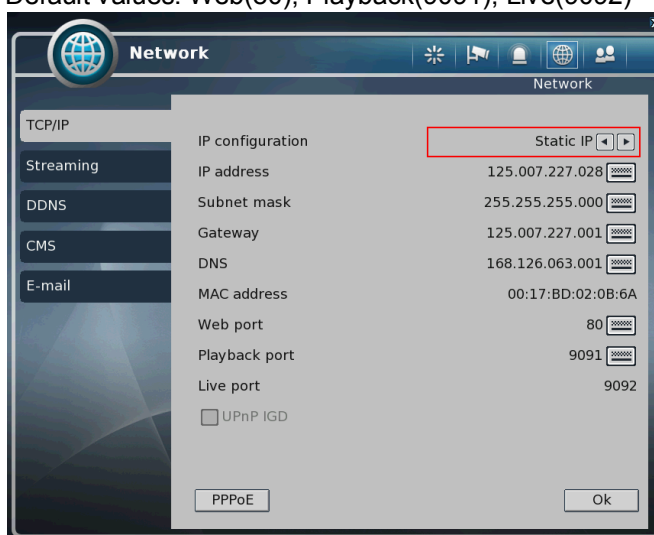 Default values: Web(80), Playback(9091), Live(9092)
Network
Network
TCP/IP
Streaming
DDNS
CMS
E-mail
IP configuration Static IP
IP address 125.007.227.028
Subnet mask 255.255.255.000
Gateway 125.007.227.001
DNS 168.126.063.001
MAC address 00:17:BD:02:0B:6A
Web port 80
Playback port 9091
Live port 9092
UPnP IGD
PPPoE Ok